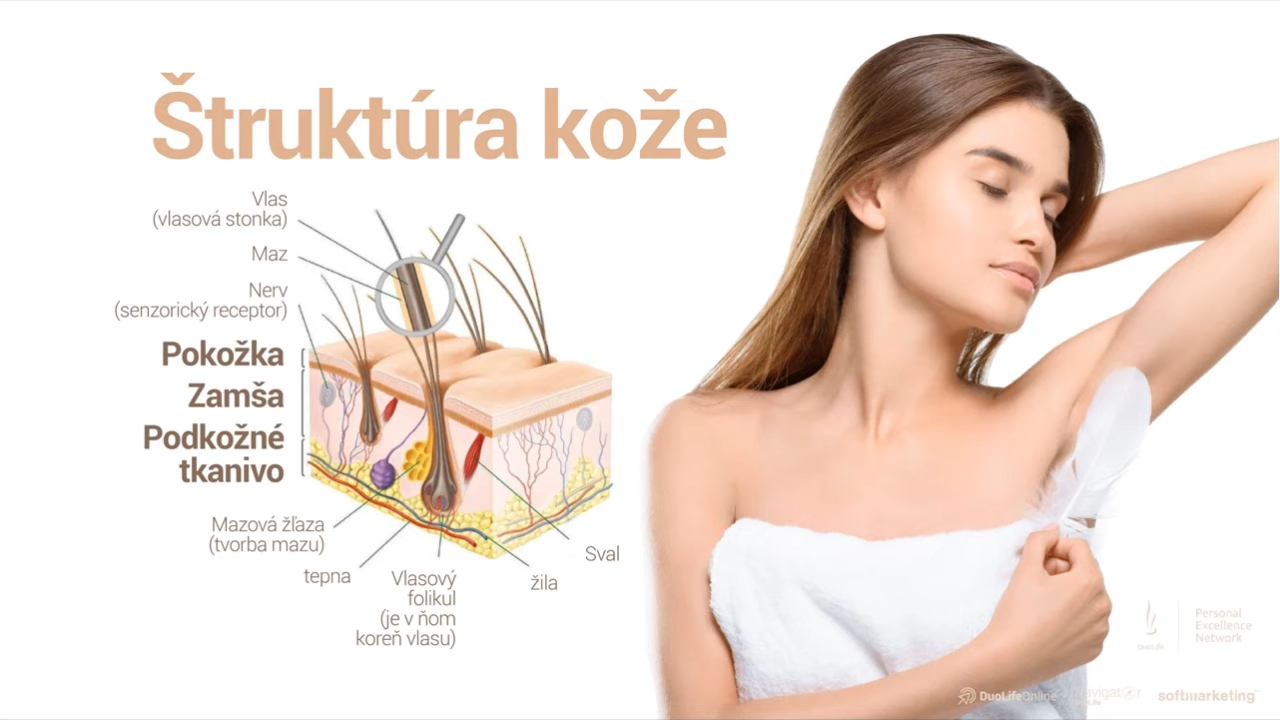 Štruktúra kože
Vlas
(vlasová stonka)
Maz
Nerv
(senzorický receptor)
Pokožka
Zamša
Podkožné
tkanivo
Mazová žľaza
(tvorba mazu)
tepna
Vlasový
folikul
(je v ňom
koreň vlasu)
žila
Sval
DuoLife
Personal
Excellence
Network
DuoLifeOnline
Navigator
softmarketing